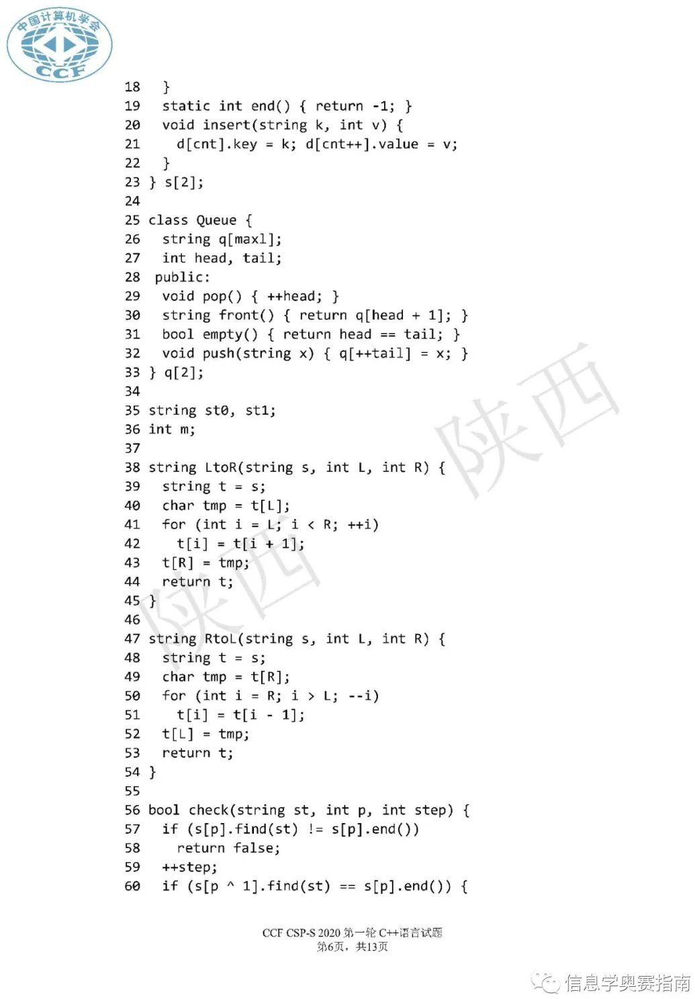 中国计算机学会
CCF
18   }
19   static int end() { return -1; }
20   void insert(string k, int v) {
21     d[cnt].key = k; d[cnt++].value = v;
22   }
23 } s[2];
24
25 class Queue {
26   string q[maxl];
27   int head, tail;
28  public:
29   void pop() { ++head; }
30   string front() { return q[head + 1]; }
31   bool empty() { return head == tail; }
32   void push(string x) { q[++tail] = x; }
33 } q[2];
34
35 string st0, st1;
36 int m;
37
38 string LtoR(string s, int L, int R) {
39   string t = s;
40   char tmp = t[L];
41   for (int i = L; i < R; ++i)
42     t[i] = t[i + 1];
43   t[R] = tmp;
44   return t;
45 }
46
47 string RtoL(string s, int L, int R) {
48   string t = s;
49   char tmp = t[R];
50   for (int i = R; i > L; --i)
51     t[i] = t[i - 1];
52   t[L] = tmp;
53   return t;
54 }
55
56 bool check(string st, int p, int step) {
57   if (s[p].find(st) != s[p].end())
58     return false;
59   ++step;
60   if (s[p ^ 1].find(st) == s[p].end()) {
陕西
陕西
CCF CSP-S 2020 第一轮 C++语言试题
第6页，共13页
信息学奥赛指南